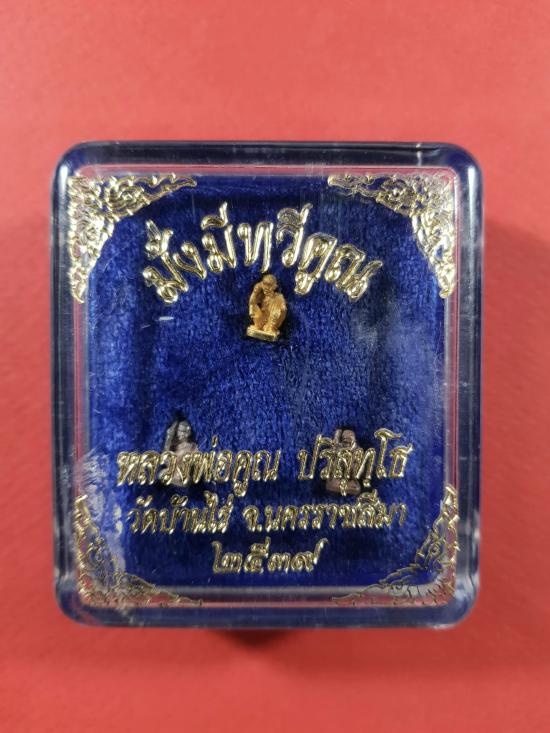 มั่งมีทวีคูณ
หลวงพ่อคูณ ปริสุทฺโธ
วัดบ้านไร่ จ.นครราชสีมา
๒๕๓๙